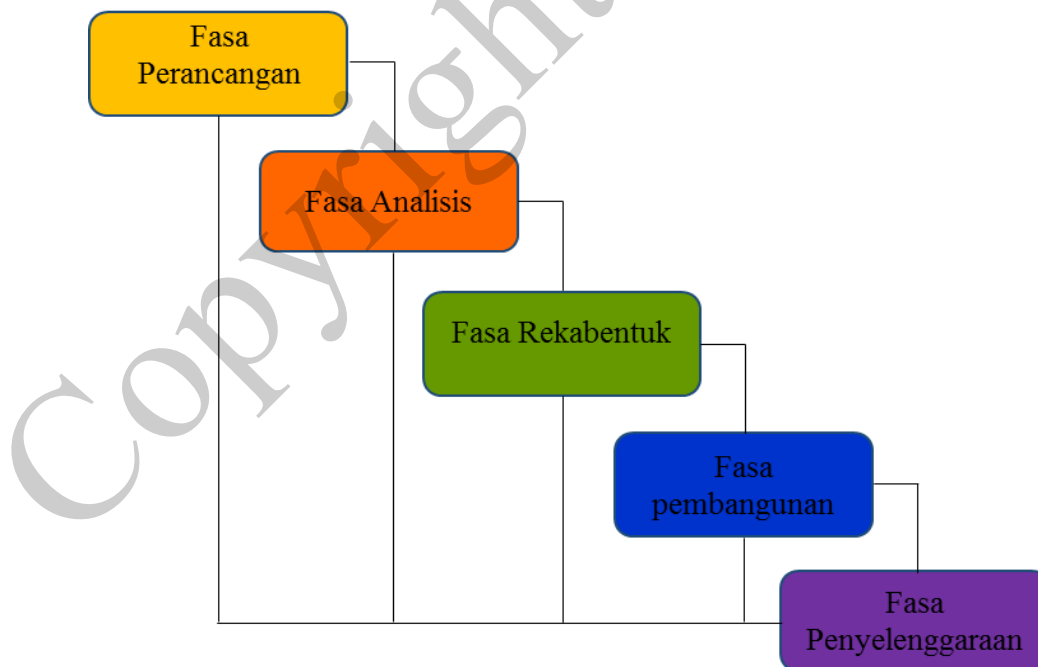 Fasa
Perancangan
Fasa Analisis
Fasa Rekabentuk
Fasa
pembangunan
Fasa
Penyelenggaraan
Copyright